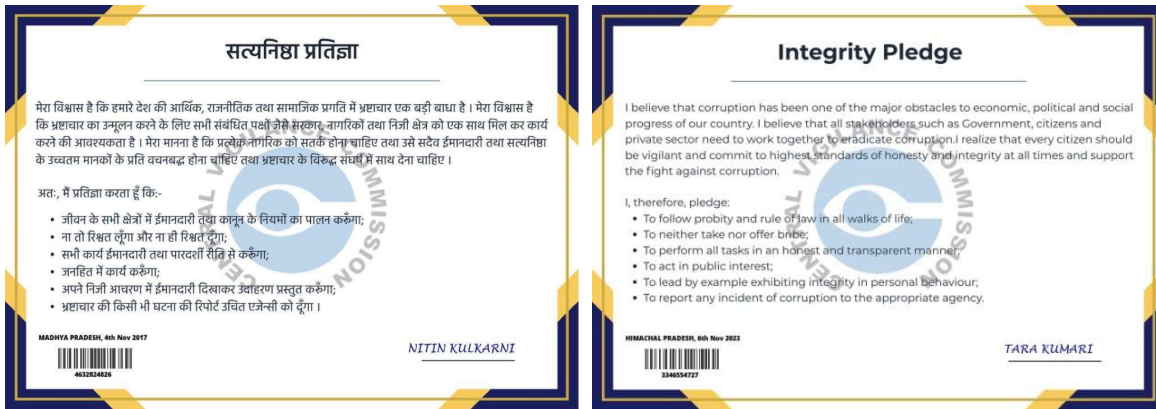 सत्यनिष्ठा प्रतिज्ञा
मेरा विश्वास है कि हमारे देश की आर्थिक, राजनीतिक तथा सामाजिक प्रगति में भ्रष्टाचार एक बड़ी बाधा है । मेरा विश्वास है
कि भ्रष्टाचार का उन्मूलन करने के लिए सभी संबंधित पक्षों जैसे सरकार, नागरिकों तथा निजी क्षेत्र को एक साथ मिल कर कार्य
करने की आवश्यकता है । मेरा मानना है कि प्रत्येक नागरिक को सतर्क होना चाहिए तथा उसे सदैव ईमानदारी तथा सत्यनिष्ठा
के उच्चतम मानकों के प्रति वचनबद्ध होना चाहिए तथा भ्रष्टाचार के विरुद्ध संघर्ष में साथ देना चाहिए ।
अतः, मैं प्रतिज्ञा करता हूँ कि:-
• जीवन के सभी क्षेत्रों में ईमानदारी तथा कानून के नियमों का पालन करुँगा;
• ना तो रिश्वत लूँगा और ना ही रिश्वत दूँगा;
• सभी कार्य ईमानदारी तथा पारदर्शी रीति से करुँगा;
• जनहित में कार्य करुँगा;
• अपने निजी आचरण में ईमानदारी दिखाकर उदाहरण प्रस्तुत करुँगा;
• भ्रष्टाचार की किसी भी घटना की रिपोर्ट उचित एजेन्सी को दूँगा ।
CENTRAL VIGILANCE COMMISSION
MADHYA PRADESH, 4th Nov 2017
4632824826
NITIN KULKARNI
Integrity Pledge
I believe that corruption has been one of the major obstacles to economic, political and social
progress of our country. I believe that all stakeholders such as Government, citizens and
private sector need to work together to eradicate corruption.I realize that every citizen should
be vigilant and commit to highest standards of honesty and integrity at all times and support
the fight against corruption.
I, therefore, pledge:
• To follow probity and rule of law in all walks of life;
• To neither take nor offer bribe;
• To perform all tasks in an honest and transparent manner;
• To act in public interest;
• To lead by example exhibiting integrity in personal behaviour;
• To report any incident of corruption to the appropriate agency.
CENTRAL VIGILANCE COMMISSION
HIMACHAL PRADESH, 6th Nov 2023
3346554727
TARA KUMARI